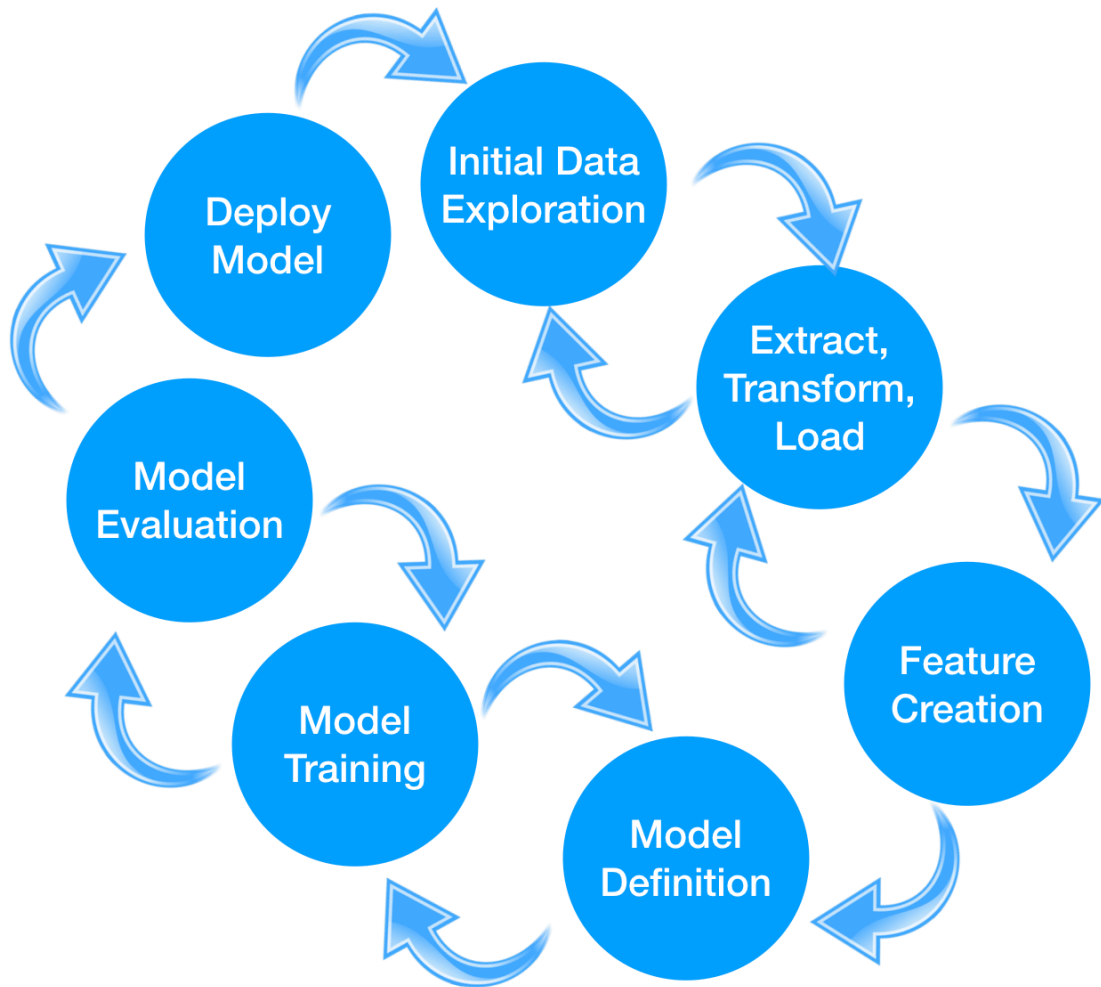 Initial Data
Exploration
Extract,
Transform,
Load
Feature
Creation
Model
Definition
Model
Training
Model
Evaluation
Deploy
Model